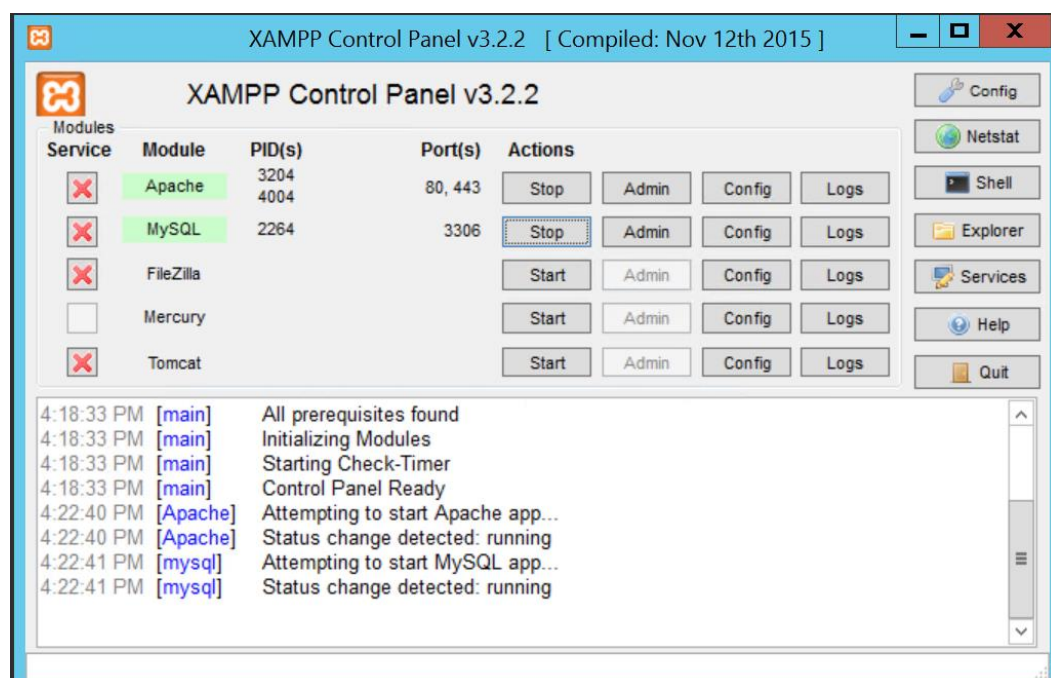 XAMPP Control Panel v3.2.2 [ Compiled: Nov 12th 2015 ]
XAMPP Control Panel v3.2.2
Config
Modules
Netstat
Service Module PID(s) Port(s) Actions
Apache 3204 4004 80, 443 Stop Admin Config Logs
Shell
MySQL 2264 3306 Stop Admin Config Logs
Explorer
FileZilla Start Admin Config Logs
Services
Mercury Start Admin Config Logs
Help
Tomcat Start Admin Config Logs
Quit
4:18:33 PM [main] All prerequisites found
4:18:33 PM [main] Initializing Modules
4:18:33 PM [main] Starting Check-Timer
4:18:33 PM [main] Control Panel Ready
4:22:40 PM [Apache] Attempting to start Apache app...
4:22:40 PM [Apache] Status change detected: running
4:22:41 PM [mysql] Attempting to start MySQL app...
4:22:41 PM [mysql] Status change detected: running